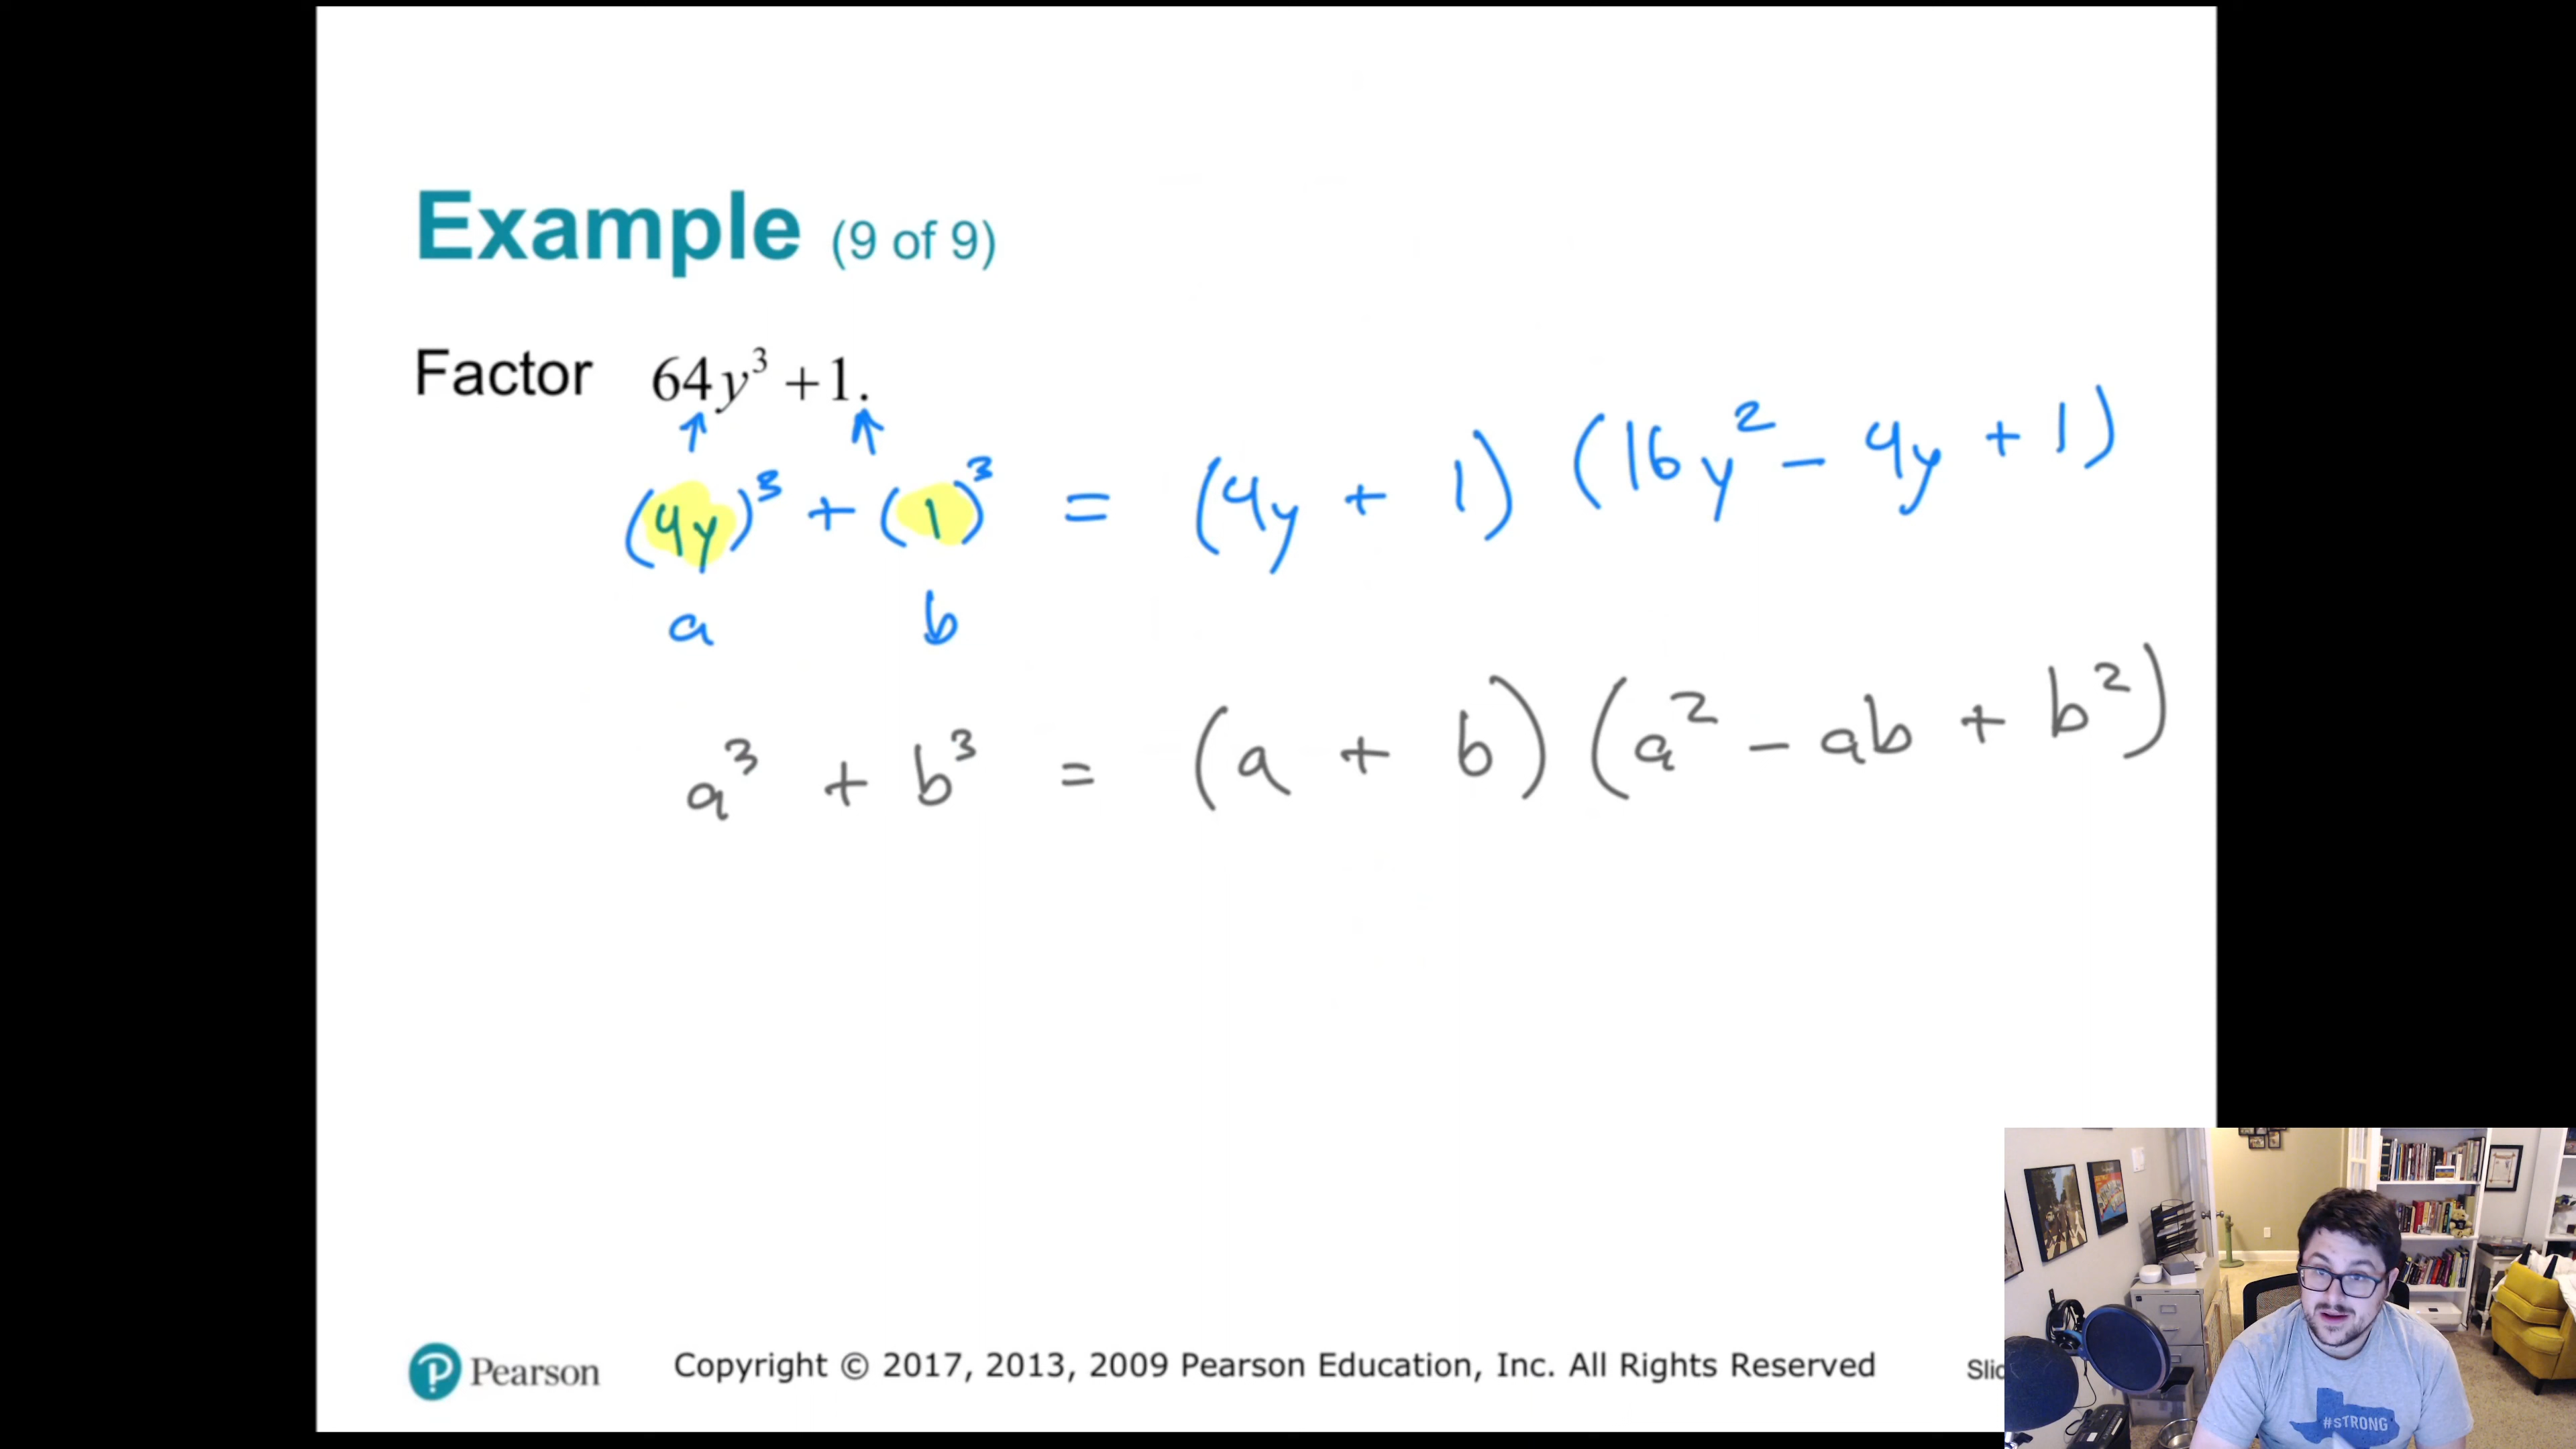 Example (9 of 9)
Factor 64y³ + 1.
(4y)³ + (1)³ = (4y + 1) (16y² − 4y + 1)
a b
a³ + b³ = (a + b) (a² − ab + b²)
Pearson Copyright © 2017, 2013, 2009 Pearson Education, Inc. All Rights Reserved
#STRONG